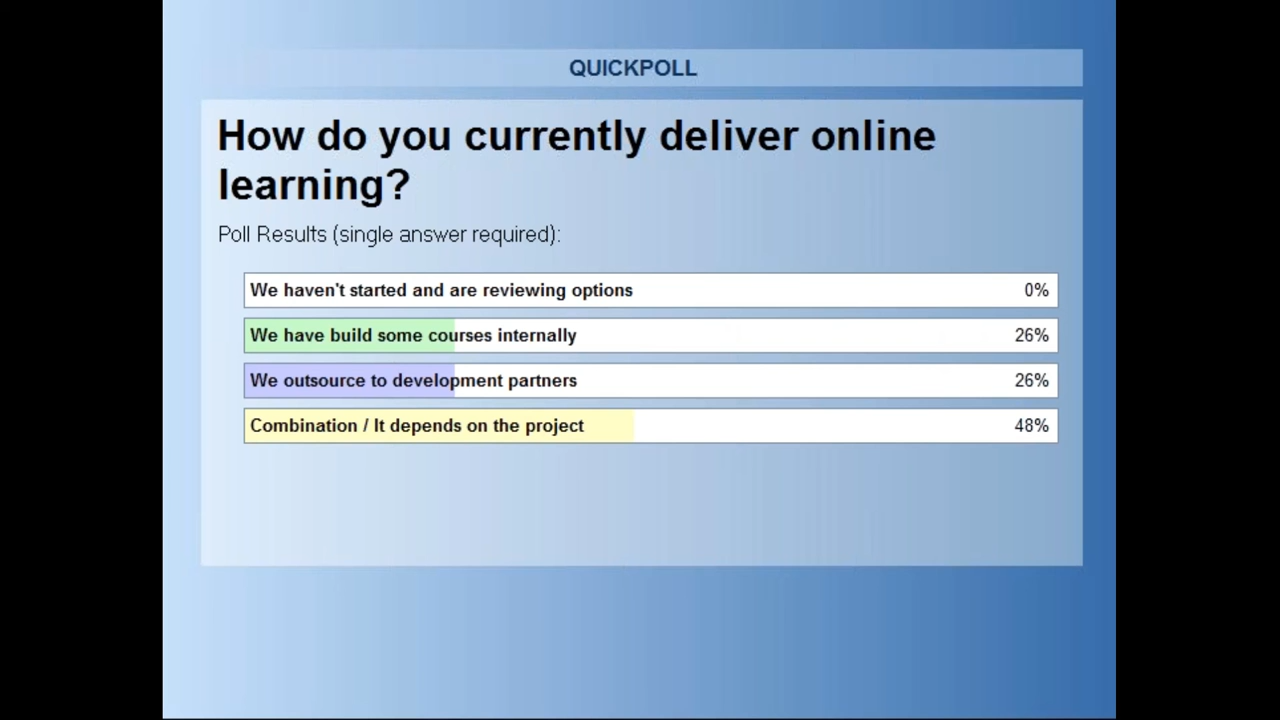 QUICKPOLL
How do you currently deliver online
learning?
Poll Results (single answer required):
We haven't started and are reviewing options 0%
We have build some courses internally 26%
We outsource to development partners 26%
Combination / It depends on the project 48%